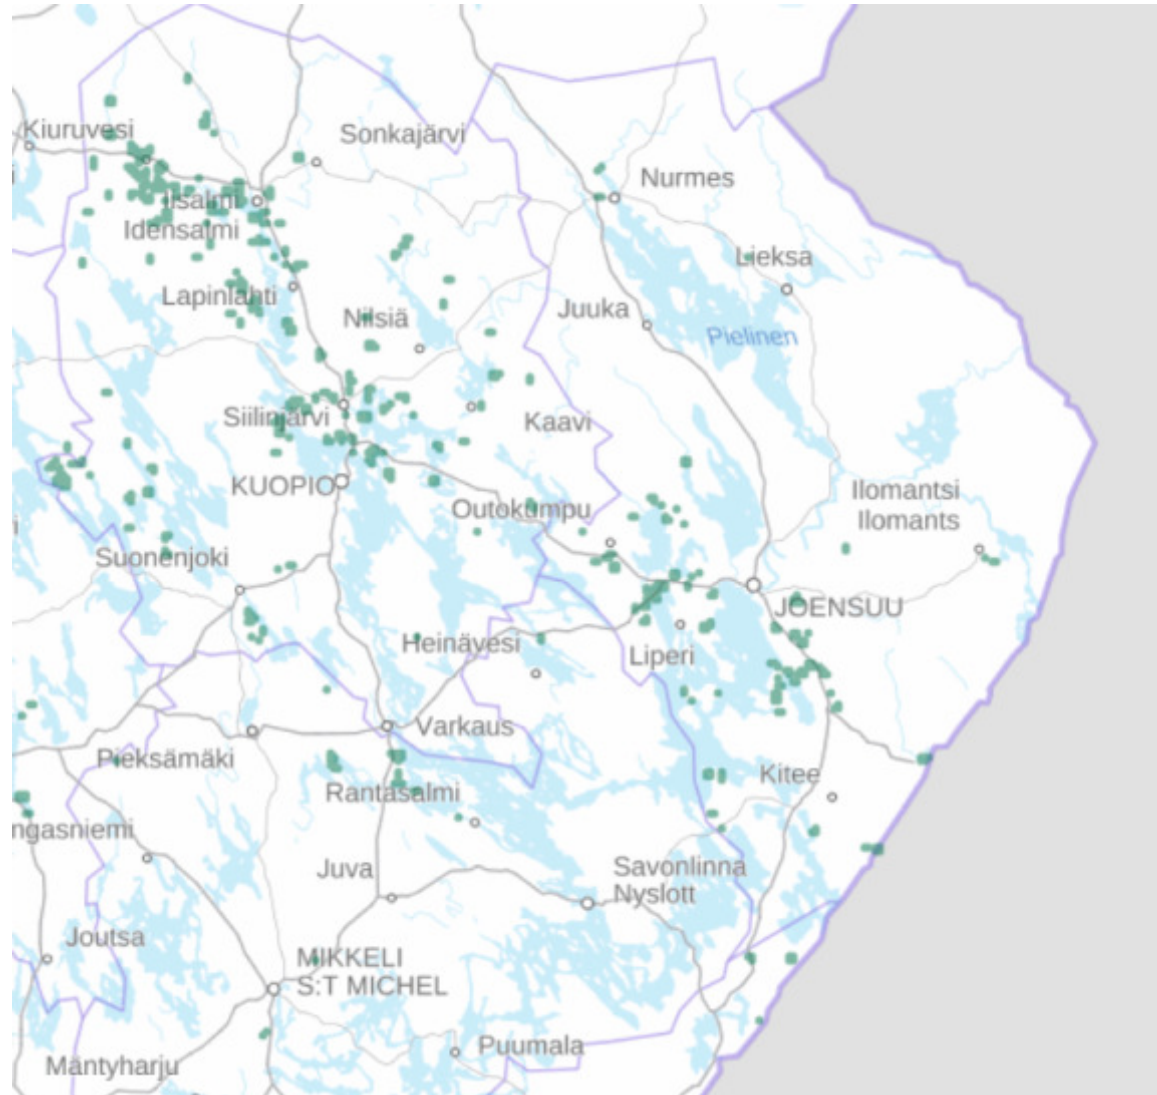 Kiuruvesi
Sonkajärvi
Nurmes
Iisalmi
Idensalmi
Lieksa
Lapinlahti
Juuka
Nilsiä
Pielinen
Siilinjärvi
Kaavi
KUOPIO
Outokumpu
Ilomantsi
Ilomants
Suonenjoki
JOENSUU
Heinävesi
Liperi
Varkaus
Pieksämäki
Kitee
Rantasalmi
ngasniemi
Juva
Savonlinna
Nyslott
Joutsa
MIKKELI
S:T MICHEL
Puumala
Mäntyharju